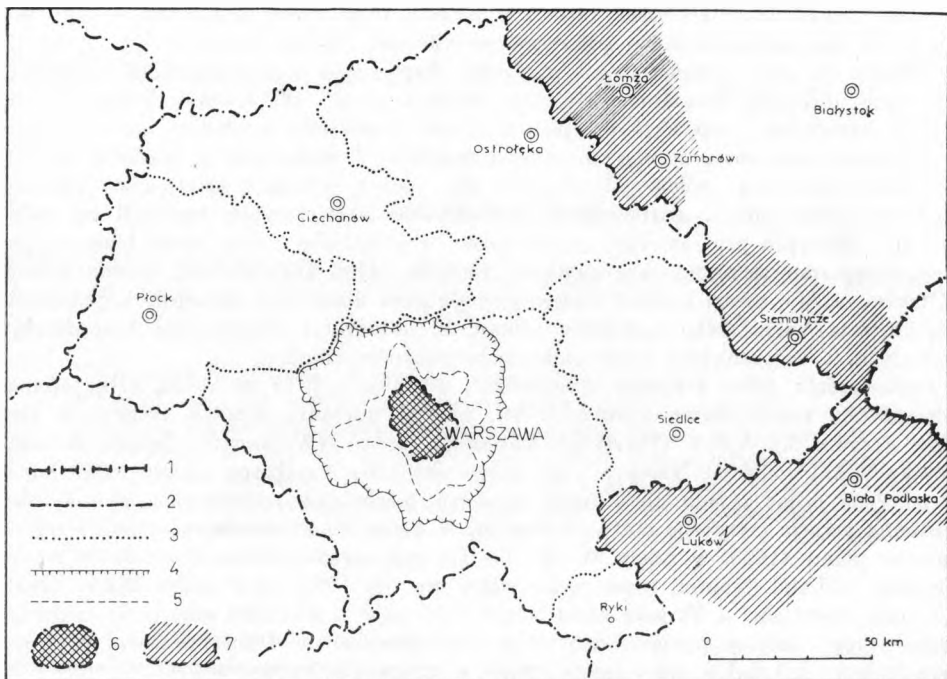 Łomża
Białystok
Ostrołęka
Zambrów
Ciechanów
Płock
Siemiatycze
Siedlce
WARSZAWA
1
2
Biała Podlaska
3
Łuków
4
5
Ryki
6
7
0
50 km